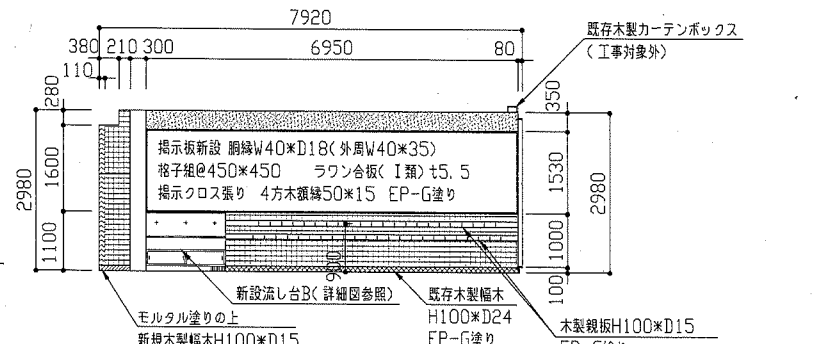 7920
380 210 300 6950 80
110
既存木製カーテンボックス
(工事対象外)
280
1600
1100
2980
350
1530
1000
100
2980
掲示板新設 胴縁W40*D18(外周W40*35)
格子組@450*450 ラワン合板(Ⅰ類)t5.5
掲示クロス張り 4方木額縁50*15 EP-G塗り
900
新設流し台B(詳細図参照)
既存木製幅木
H100*D24
EP-G塗り
モルタル塗りの上
新規木製幅木H100*D15
木製親板H100*D15
EP-G塗り